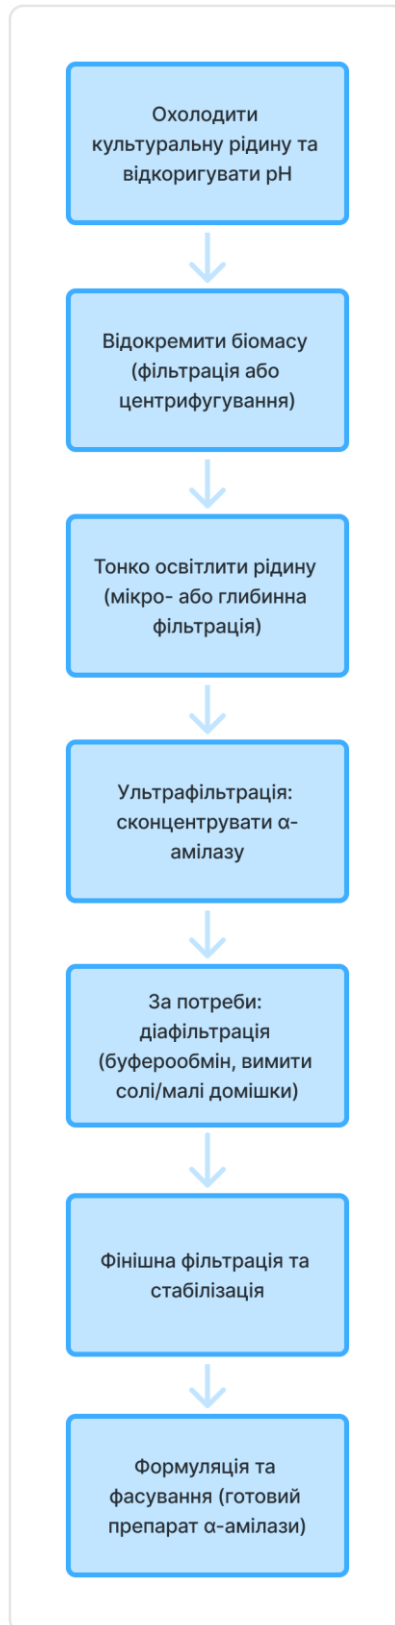 Охолодити
культуральну рідину та
відкоригувати pH
Відокремити біомасу
(фільтрація або
центрифугування)
Тонко освітлити рідину
(мікро- або глибинна
фільтрація)
Ультрафільтрація:
сконцентрувати α-
амілазу
За потреби:
діафільтрація
(буферообмін, вимити
солі/малі домішки)
Фінішна фільтрація та
стабілізація
Формуляція та
фасування (готовий
препарат α-амілази)